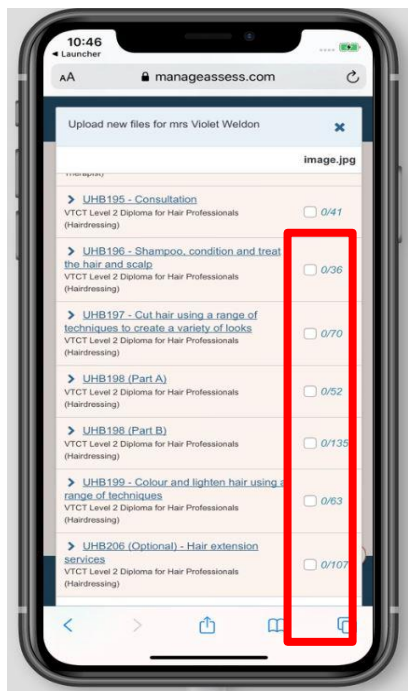 10:46
◄ Launcher
AA manageassess.com
Upload new files for mrs Violet Weldon
image.jpg
Therapist)
UHB195 - Consultation
VTCT Level 2 Diploma for Hair Professionals
(Hairdressing)
0/41
UHB196 - Shampoo, condition and treat
the hair and scalp
VTCT Level 2 Diploma for Hair Professionals
(Hairdressing)
0/36
UHB197 - Cut hair using a range of
techniques to create a variety of looks
VTCT Level 2 Diploma for Hair Professionals
(Hairdressing)
0/70
UHB198 (Part A)
VTCT Level 2 Diploma for Hair Professionals
(Hairdressing)
0/52
UHB198 (Part B)
VTCT Level 2 Diploma for Hair Professionals
(Hairdressing)
0/135
UHB199 - Colour and lighten hair using a
range of techniques
VTCT Level 2 Diploma for Hair Professionals
(Hairdressing)
0/63
UHB206 (Optional) - Hair extension
services
VTCT Level 2 Diploma for Hair Professionals
(Hairdressing)
0/107